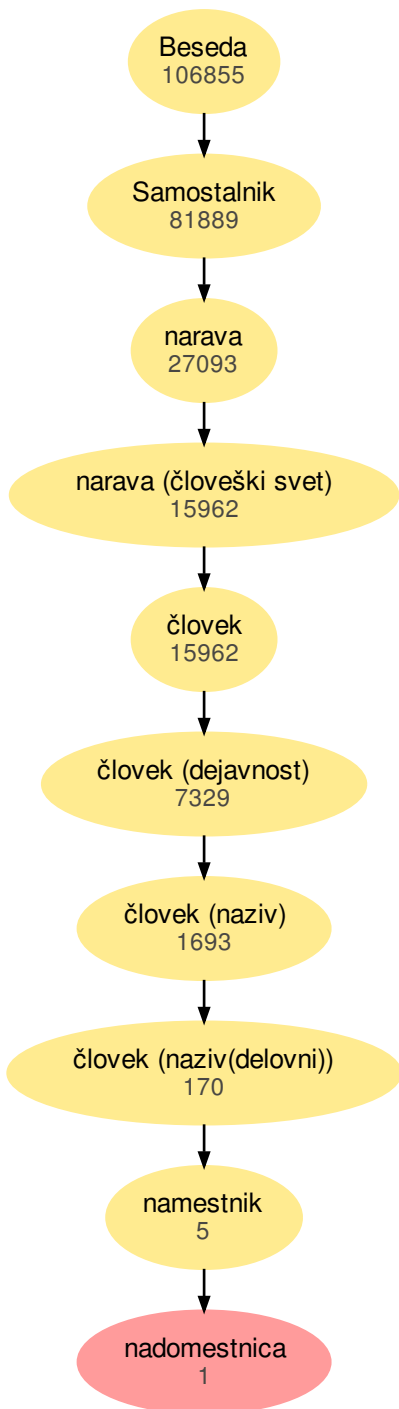 Beseda
106855
Samostalnik
81889
narava
27093
narava (človeški svet)
15962
človek
15962
človek (dejavnost)
7329
človek (naziv)
1693
človek (naziv(delovni))
170
namestnik
5
nadomestnica
1